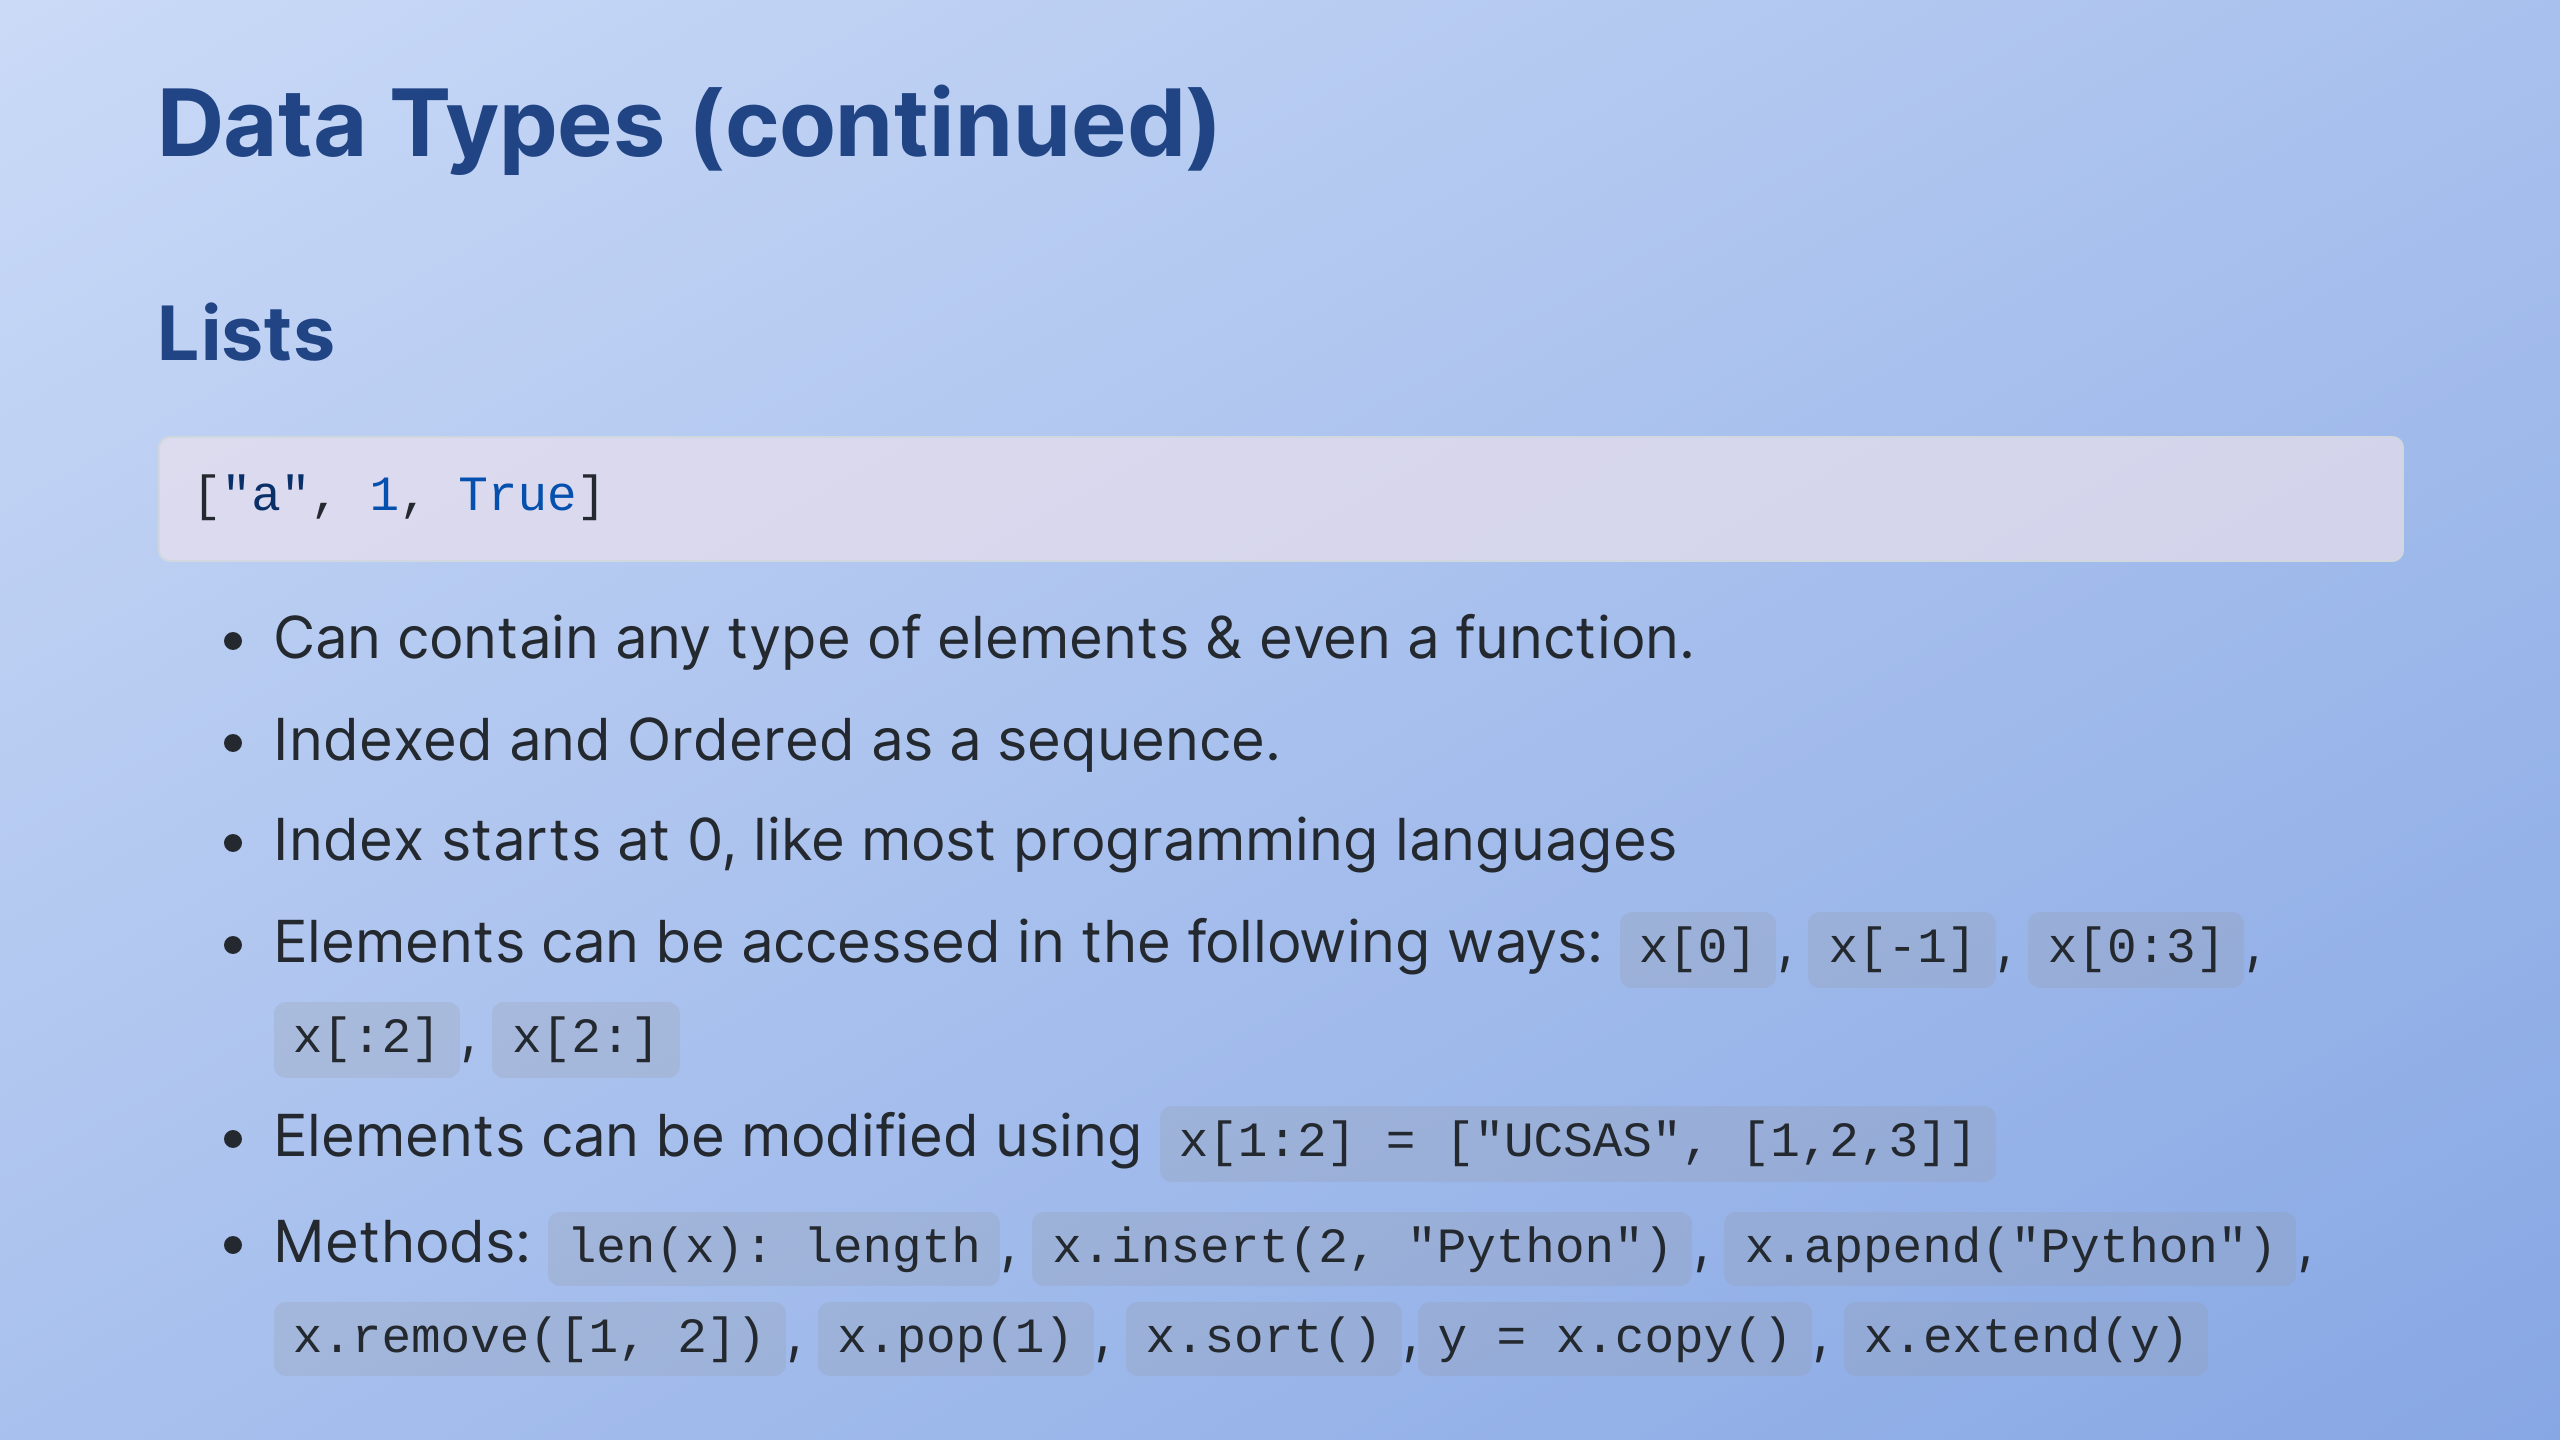 Data Types (continued)
Lists
["a", 1, True]
• Can contain any type of elements & even a function.
• Indexed and Ordered as a sequence.
• Index starts at 0, like most programming languages
• Elements can be accessed in the following ways: x[0], x[-1], x[0:3],
x[:2], x[2:]
• Elements can be modified using x[1:2] = ["UCSAS", [1,2,3]]
• Methods: len(x): length, x.insert(2, "Python"), x.append("Python"),
x.remove([1, 2]), x.pop(1), x.sort(),y = x.copy(), x.extend(y)